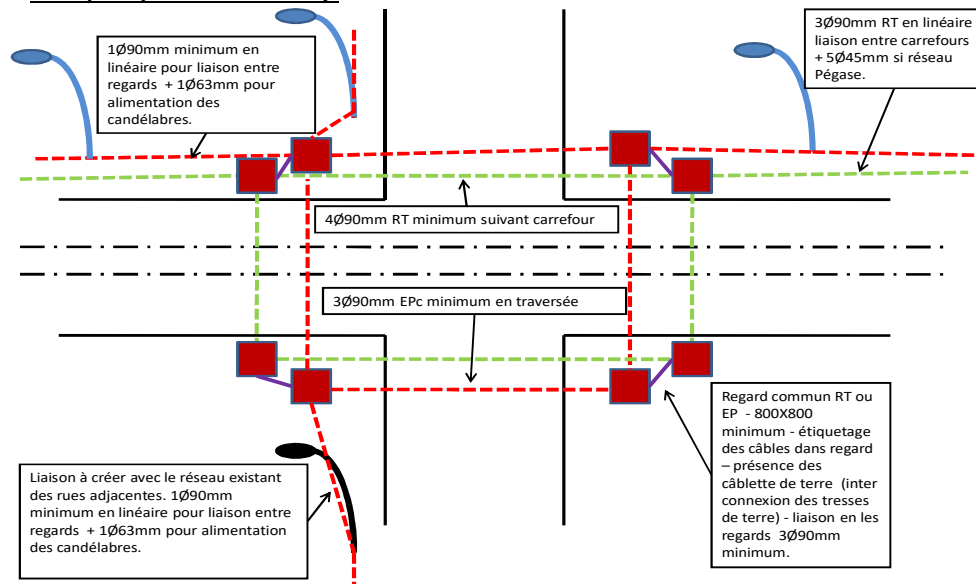 1Ø90mm minimum en
linéaire pour liaison entre
regards + 1Ø63mm pour
alimentation des
candélabres.
3Ø90mm RT en linéaire
liaison entre carrefours
+ 5Ø45mm si réseau
Pégase.
4Ø90mm RT minimum suivant carrefour
3Ø90mm EPc minimum en traversée
Regard commun RT ou
EP - 800X800
minimum - étiquetage
des câbles dans regard
– présence des
câblette de terre (inter
connexion des tresses
de terre) - liaison en les
regards 3Ø90mm
minimum.
Liaison à créer avec le réseau existant
des rues adjacentes. 1Ø90mm
minimum en linéaire pour liaison entre
regards + 1Ø63mm pour alimentation
des candélabres.